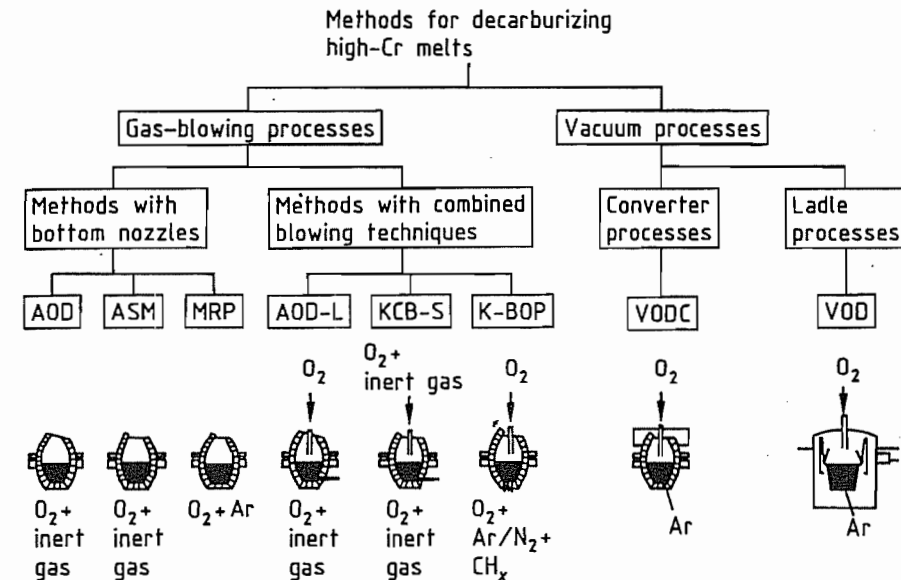 Methods for decarburizing
high-Cr melts
Gas-blowing processes
Vacuum processes
Methods with
bottom nozzles
Methods with combined
blowing techniques
Converter
processes
Ladle
processes
AOD
ASM
MRP
AOD-L
KCB-S
K-BOP
VODC
VOD
O₂
O₂+
inert gas
O₂
O₂
O₂
O₂+
inert
gas
O₂+
inert
gas
O₂+Ar
O₂+
inert
gas
O₂+
inert
gas
O₂+
Ar/N₂+
CHₓ
Ar
Ar